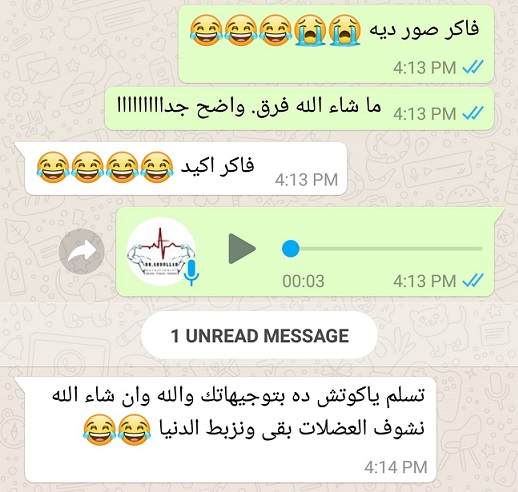 فاكر صور ديه 😭😭😂😂😂
4:13 PM
ما شاء الله فرق. واضح جدااااااااا
4:13 PM
فاكر اكيد 😂😂😂😂
4:13 PM
DR.ABDULLAH
00:03
4:13 PM
1 UNREAD MESSAGE
تسلم ياكوتش ده بتوجيهاتك والله وان شاء الله
نشوف العضلات بقى ونزبط الدنيا 😂😂
4:14 PM